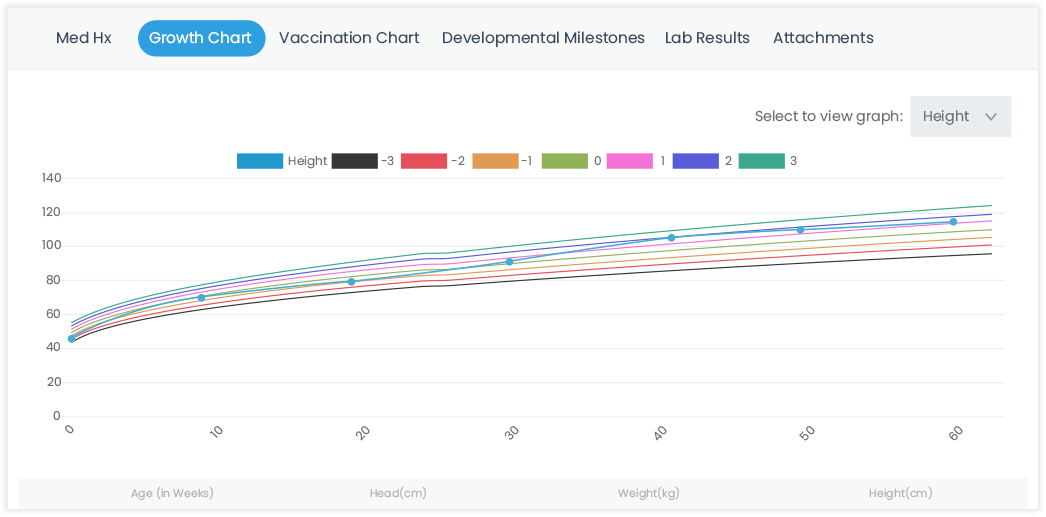 Med Hx Growth Chart Vaccination Chart Developmental Milestones Lab Results Attachments
Select to view graph: Height
Height -3 -2 -1 0 1 2 3
140
120
100
80
60
40
20
0
0 10 20 30 40 50 60
Age (in Weeks) Head(cm) Weight(kg) Height(cm)